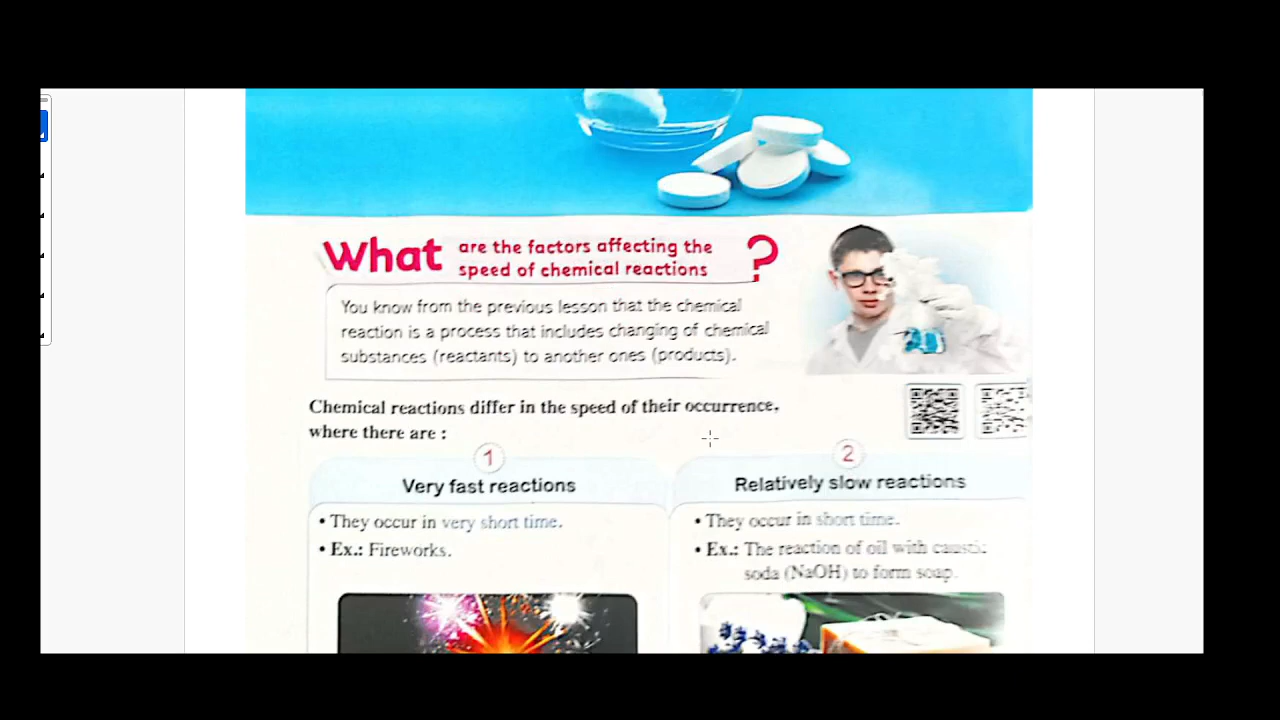 What are the factors affecting the
speed of chemical reactions ?
You know from the previous lesson that the chemical
reaction is a process that includes changing of chemical
substances (reactants) to another ones (products).
Chemical reactions differ in the speed of their occurrence,
where there are :
1
Very fast reactions
• They occur in very short time.
• Ex.: Fireworks.
2
Relatively slow reactions
• They occur in short time.
• Ex.: The reaction of oil with caustic
soda (NaOH) to form soap.